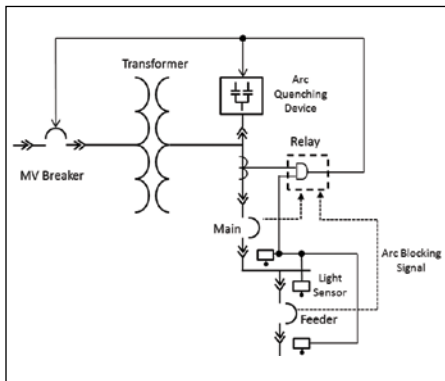 Transformer
Arc
Quenching
Device
Relay
MV Breaker
Main
Arc Blocking
Signal
Light
Sensor
Feeder